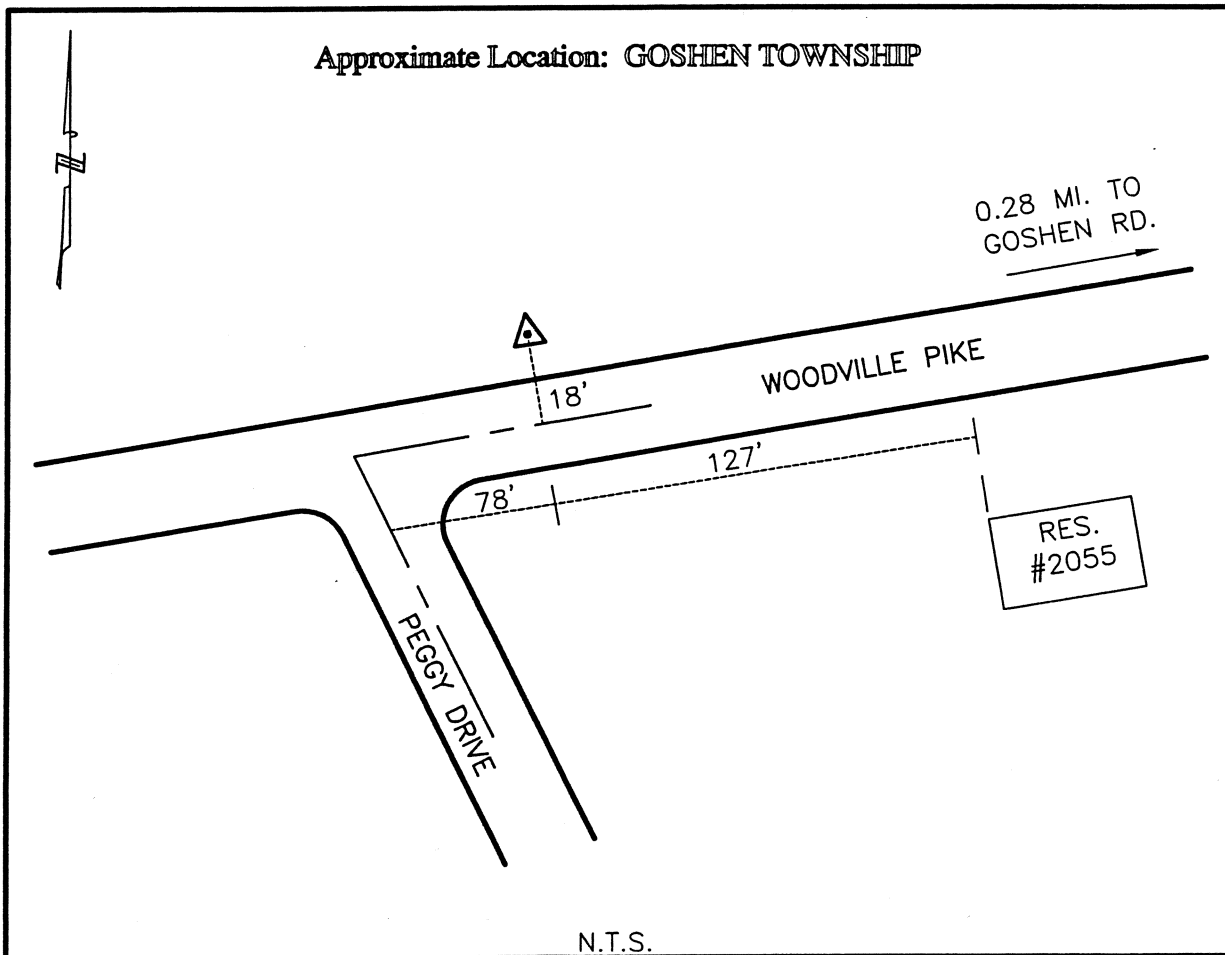 Approximate Location: GOSHEN TOWNSHIP
N
0.28 MI. TO
GOSHEN RD.
WOODVILLE PIKE
18'
127'
78'
RES.
#2055
PEGGY DRIVE
N.T.S.